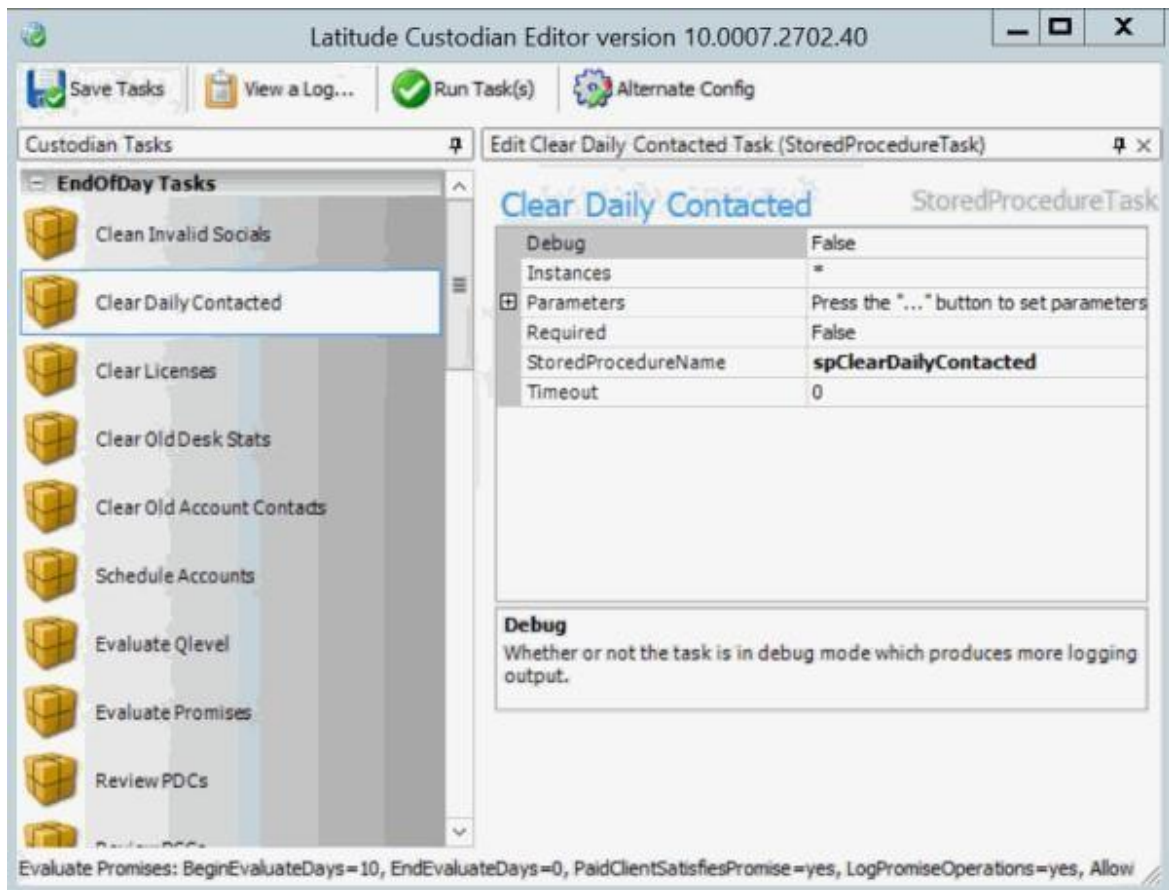 Latitude Custodian Editor version 10.0007.2702.40
Save Tasks View a Log... Run Task(s) Alternate Config
Custodian Tasks
EndOfDay Tasks
Clean Invalid Socials
Clear Daily Contacted
Clear Licenses
Clear Old Desk Stats
Clear Old Account Contacts
Schedule Accounts
Evaluate Qlevel
Evaluate Promises
Review PDCs
Edit Clear Daily Contacted Task (StoredProcedureTask)
Clear Daily Contacted StoredProcedureTask
Debug False
Instances *
Parameters Press the "..." button to set parameters
Required False
StoredProcedureName spClearDailyContacted
Timeout 0
Debug
Whether or not the task is in debug mode which produces more logging
output.
Evaluate Promises: BeginEvaluateDays=10, EndEvaluateDays=0, PaidClientSatisfiesPromise=yes, LogPromiseOperations=yes, Allow